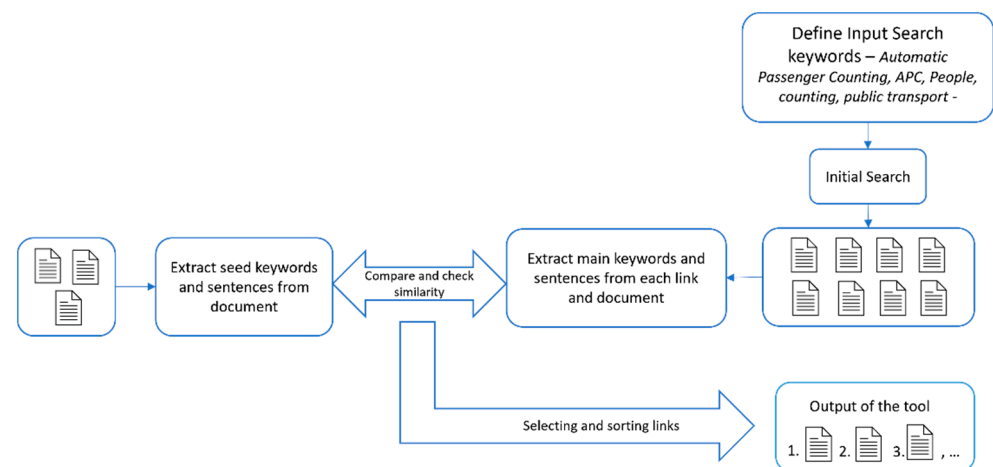 Define Input Search
keywords – Automatic
Passenger Counting, APC, People,
counting, public transport -
Initial Search
Extract seed keywords
and sentences from
document
Compare and check
similarity
Extract main keywords and
sentences from each link
and document
Selecting and sorting links
Output of the tool
1. 2. 3. , ...